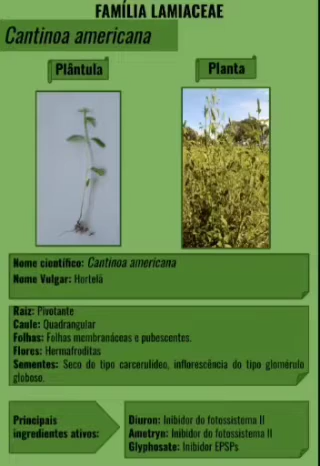 FAMÍLIA LAMIACEAE
Cantinoa americana
Plântula
Planta
Nome científico: Cantinoa americana
Nome Vulgar: Hortelã
Raiz: Pivotante
Caule: Quadrangular
Folhas: Folhas membranáceas e pubescentes.
Flores: Hermafroditas
Sementes: Seco do tipo carcerulídeo, inflorescência do tipo glomérulo
globoso.
Principais
ingredientes ativos:
Diuron: Inibidor do fotossistema II
Ametryn: Inibidor do fotossistema II
Glyphosate: Inibidor EPSPs